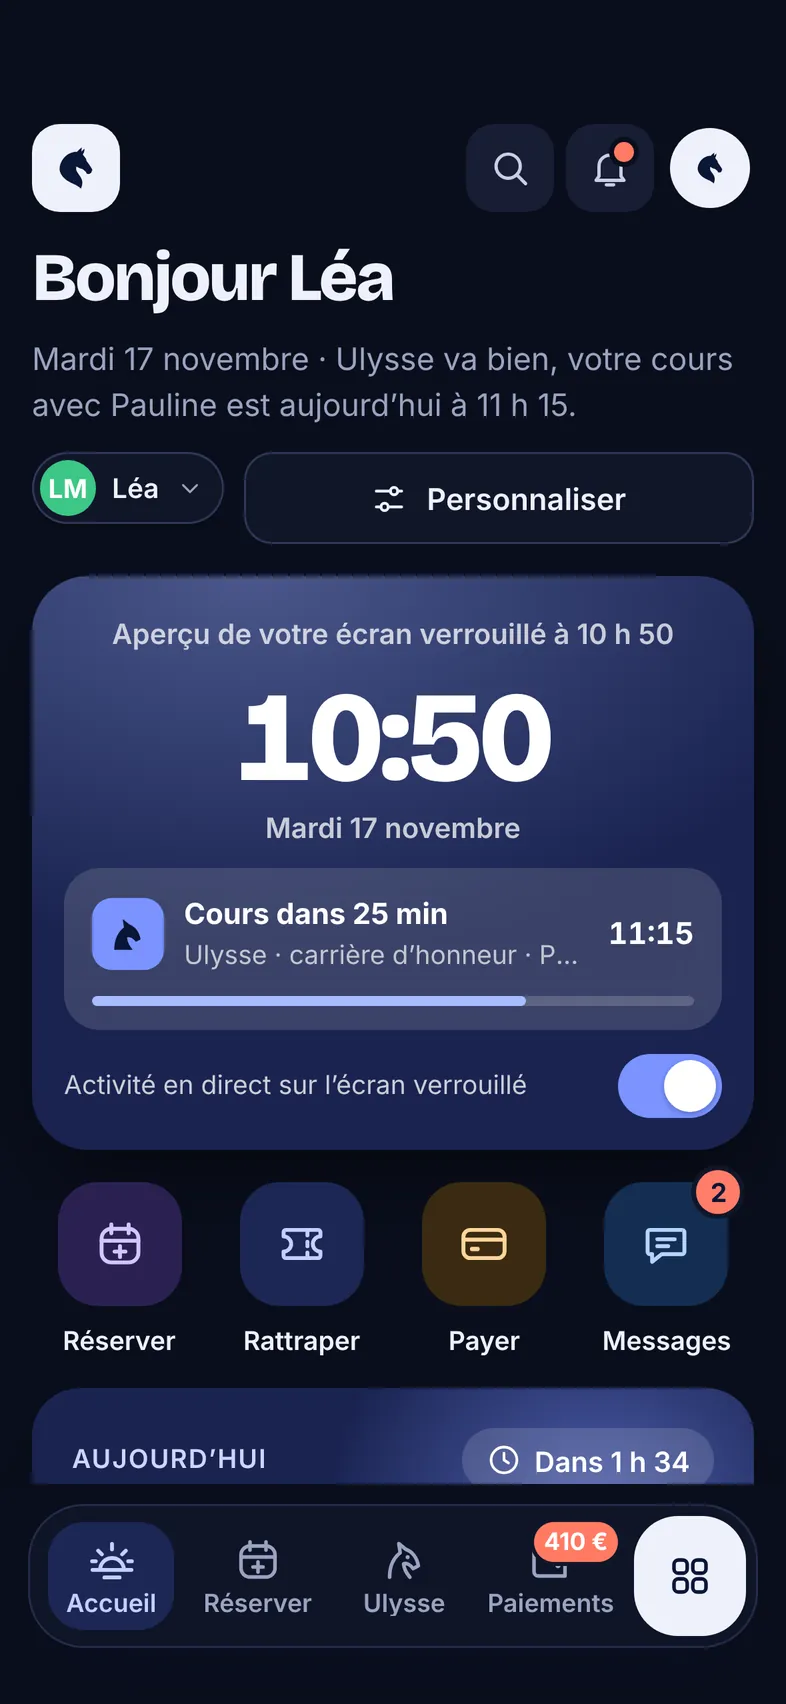 Bonjour Léa
Mardi 17 novembre · Ulysse va bien, votre cours
avec Pauline est aujourd’hui à 11 h 15.
LM Léa
Personnaliser
Aperçu de votre écran verrouillé à 10 h 50
10:50
Mardi 17 novembre
Cours dans 25 min
Ulysse · carrière d’honneur · P…
11:15
Activité en direct sur l’écran verrouillé
2
Réserver
Rattraper
Payer
Messages
AUJOURD’HUI
Dans 1 h 34
410 €
Accueil
Réserver
Ulysse
Paiements